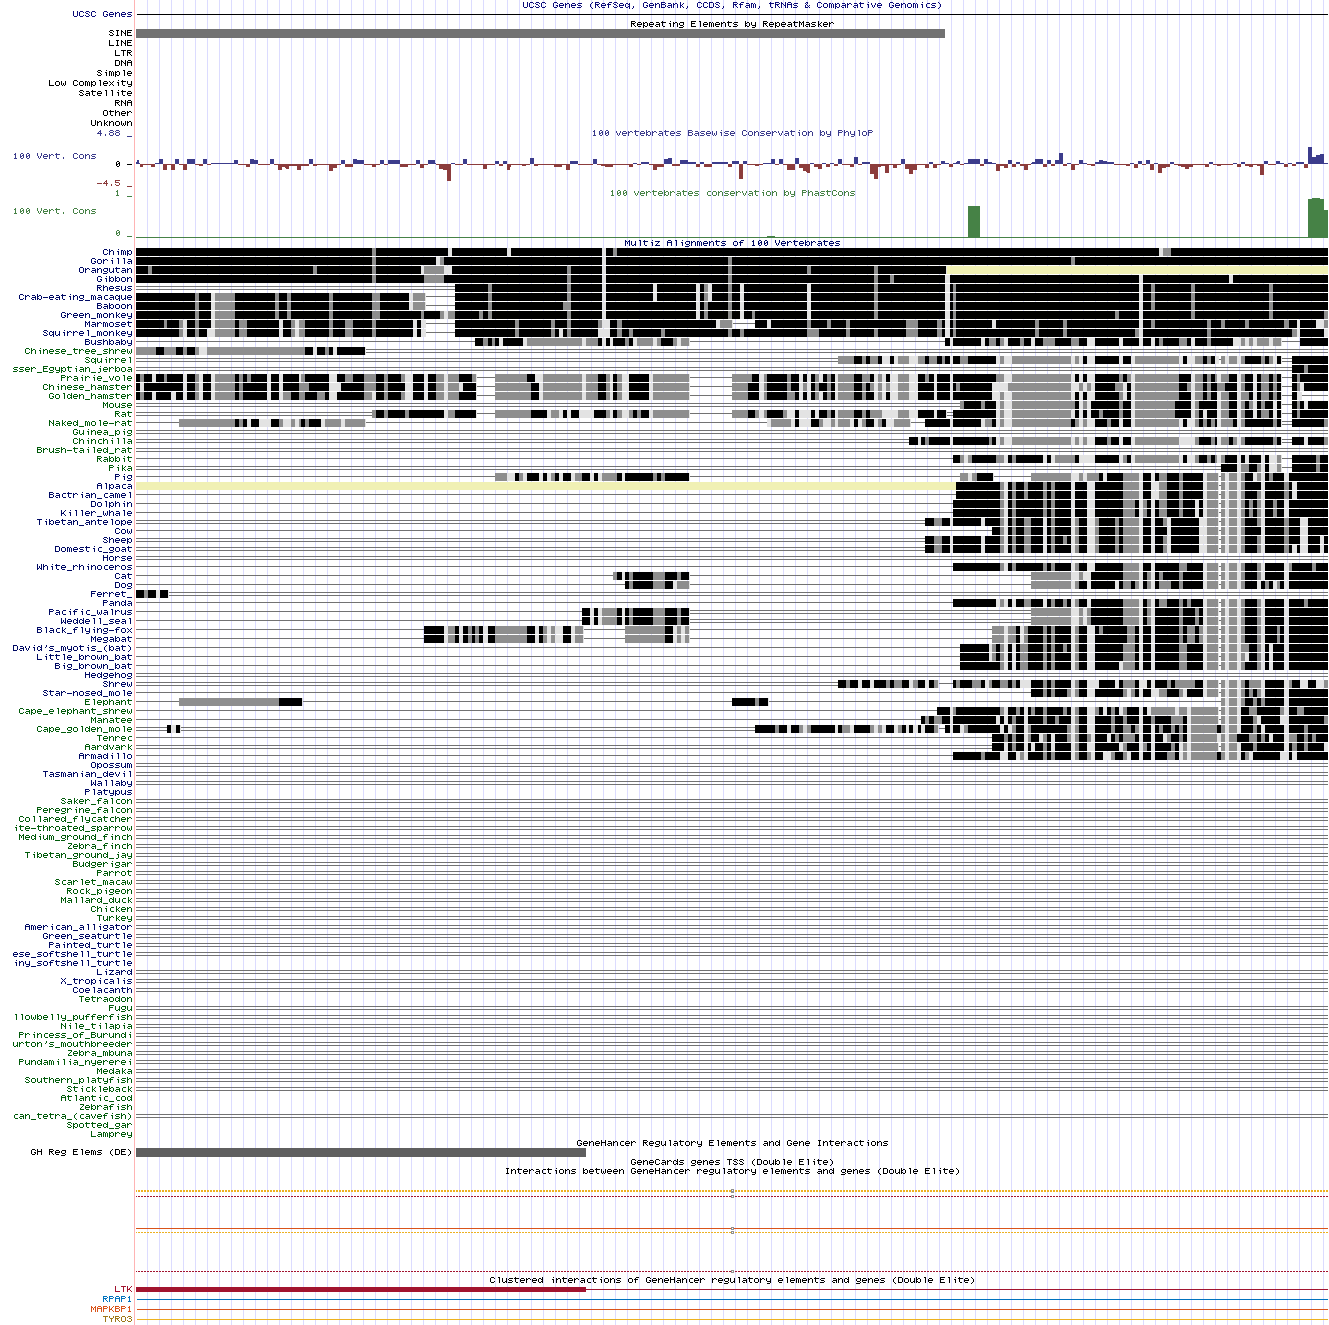 UCSC Genes (RefSeq, GenBank, CCDS, Rfam, tRNAs & Comparative Genomics)
UCSC Genes
Repeating Elements by RepeatMasker
SINE
LINE
LTR
DNA
Simple
Low Complexity
Satellite
RNA
Other
Unknown
4.88 _
100 vertebrates Basewise Conservation by PhyloP
100 Vert. Cons
0 -
-4.5 _
1 _
100 vertebrates conservation by PhastCons
100 Vert. Cons
0 _
Multiz Alignments of 100 Vertebrates
Chimp
Gorilla
Orangutan
Gibbon
Rhesus
Crab-eating_macaque
Baboon
Green_monkey
Marmoset
Squirrel_monkey
Bushbaby
Chinese_tree_shrew
Squirrel
sser_Egyptian_jerboa
Prairie_vole
Chinese_hamster
Golden_hamster
Mouse
Rat
Naked_mole-rat
Guinea_pig
Chinchilla
Brush-tailed_rat
Rabbit
Pika
Pig
Alpaca
Bactrian_camel
Dolphin
Killer_whale
Tibetan_antelope
Cow
Sheep
Domestic_goat
Horse
White_rhinoceros
Cat
Dog
Ferret_
Panda
Pacific_walrus
Weddell_seal
Black_flying-fox
Megabat
David's_myotis_(bat)
Little_brown_bat
Big_brown_bat
Hedgehog
Shrew
Star-nosed_mole
Elephant
Cape_elephant_shrew
Manatee
Cape_golden_mole
Tenrec
Aardvark
Armadillo
Opossum
Tasmanian_devil
Wallaby
Platypus
Saker_falcon
Peregrine_falcon
Collared_flycatcher
ite-throated_sparrow
Medium_ground_finch
Zebra_finch
Tibetan_ground_jay
Budgerigar
Parrot
Scarlet_macaw
Rock_pigeon
Mallard_duck
Chicken
Turkey
American_alligator
Green_seaturtle
Painted_turtle
ese_softshell_turtle
iny_softshell_turtle
Lizard
X_tropicalis
Coelacanth
Tetraodon
Fugu
llowbelly_pufferfish
Nile_tilapia
Princess_of_Burundi
urton's_mouthbreeder
Zebra_mbuna
Pundamilia_nyererei
Medaka
Southern_platyfish
Stickleback
Atlantic_cod
Zebrafish
can_tetra_(cavefish)
Spotted_gar
Lamprey
GeneHancer Regulatory Elements and Gene Interactions
GH Reg Elems (DE)
GeneCards genes TSS (Double Elite)
Interactions between GeneHancer regulatory elements and genes (Double Elite)
Clustered interactions of GeneHancer regulatory elements and genes (Double Elite)
LTK
RPAP1
MAPKBP1
TYRO3